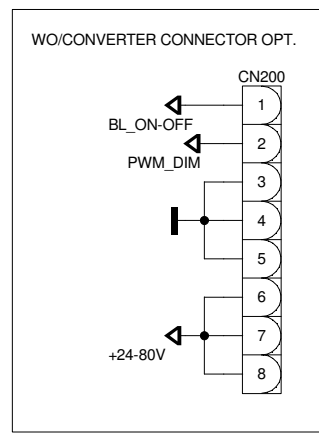 WO/CONVERTER CONNECTOR OPT.
CN200
1
BL_ON-OFF
2
PWM_DIM
3
4
5
6
7
+24-80V
8